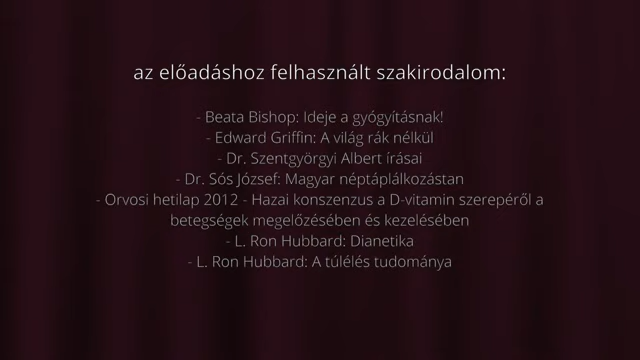 az előadáshoz felhasznált szakirodalom:
- Beata Bishop: Ideje a gyógyításnak!
- Edward Griffin: A világ rák nélkül
- Dr. Szentgyörgyi Albert írásai
- Dr. Sós József: Magyar néptáplálkozástan
- Orvosi hetilap 2012 - Hazai konszenzus a D-vitamin szerepéről a
betegségek megelőzésében és kezelésében
- L. Ron Hubbard: Dianetika
- L. Ron Hubbard: A túlélés tudománya